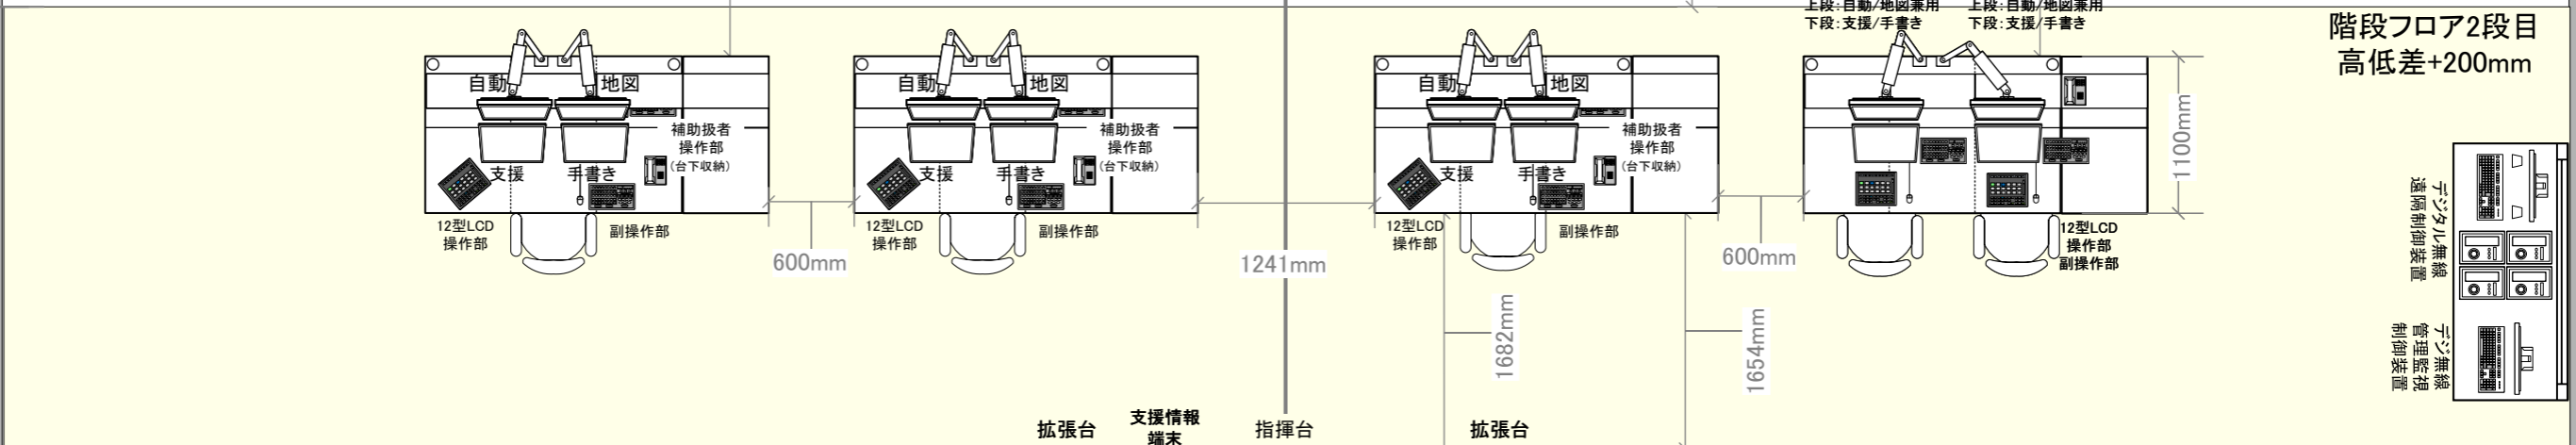 上段：自動/地図兼用
下段：支援/手書き
上段：自動/地図兼用
下段：支援/手書き
階段フロア2段目
高低差+200mm
自動
地図
補助扱者
操作部
（台下収納）
支援
手書き
12型LCD
操作部
副操作部
600mm
自動
地図
補助扱者
操作部
（台下収納）
支援
手書き
12型LCD
操作部
副操作部
1241mm
自動
地図
補助扱者
操作部
（台下収納）
支援
手書き
12型LCD
操作部
副操作部
600mm
12型LCD
操作部
副操作部
1100mm
デジタル無線
遠隔制御装置
デジ無線
管理監視
制御装置
1682mm
1654mm
拡張台
支援情報
端末
指揮台
拡張台